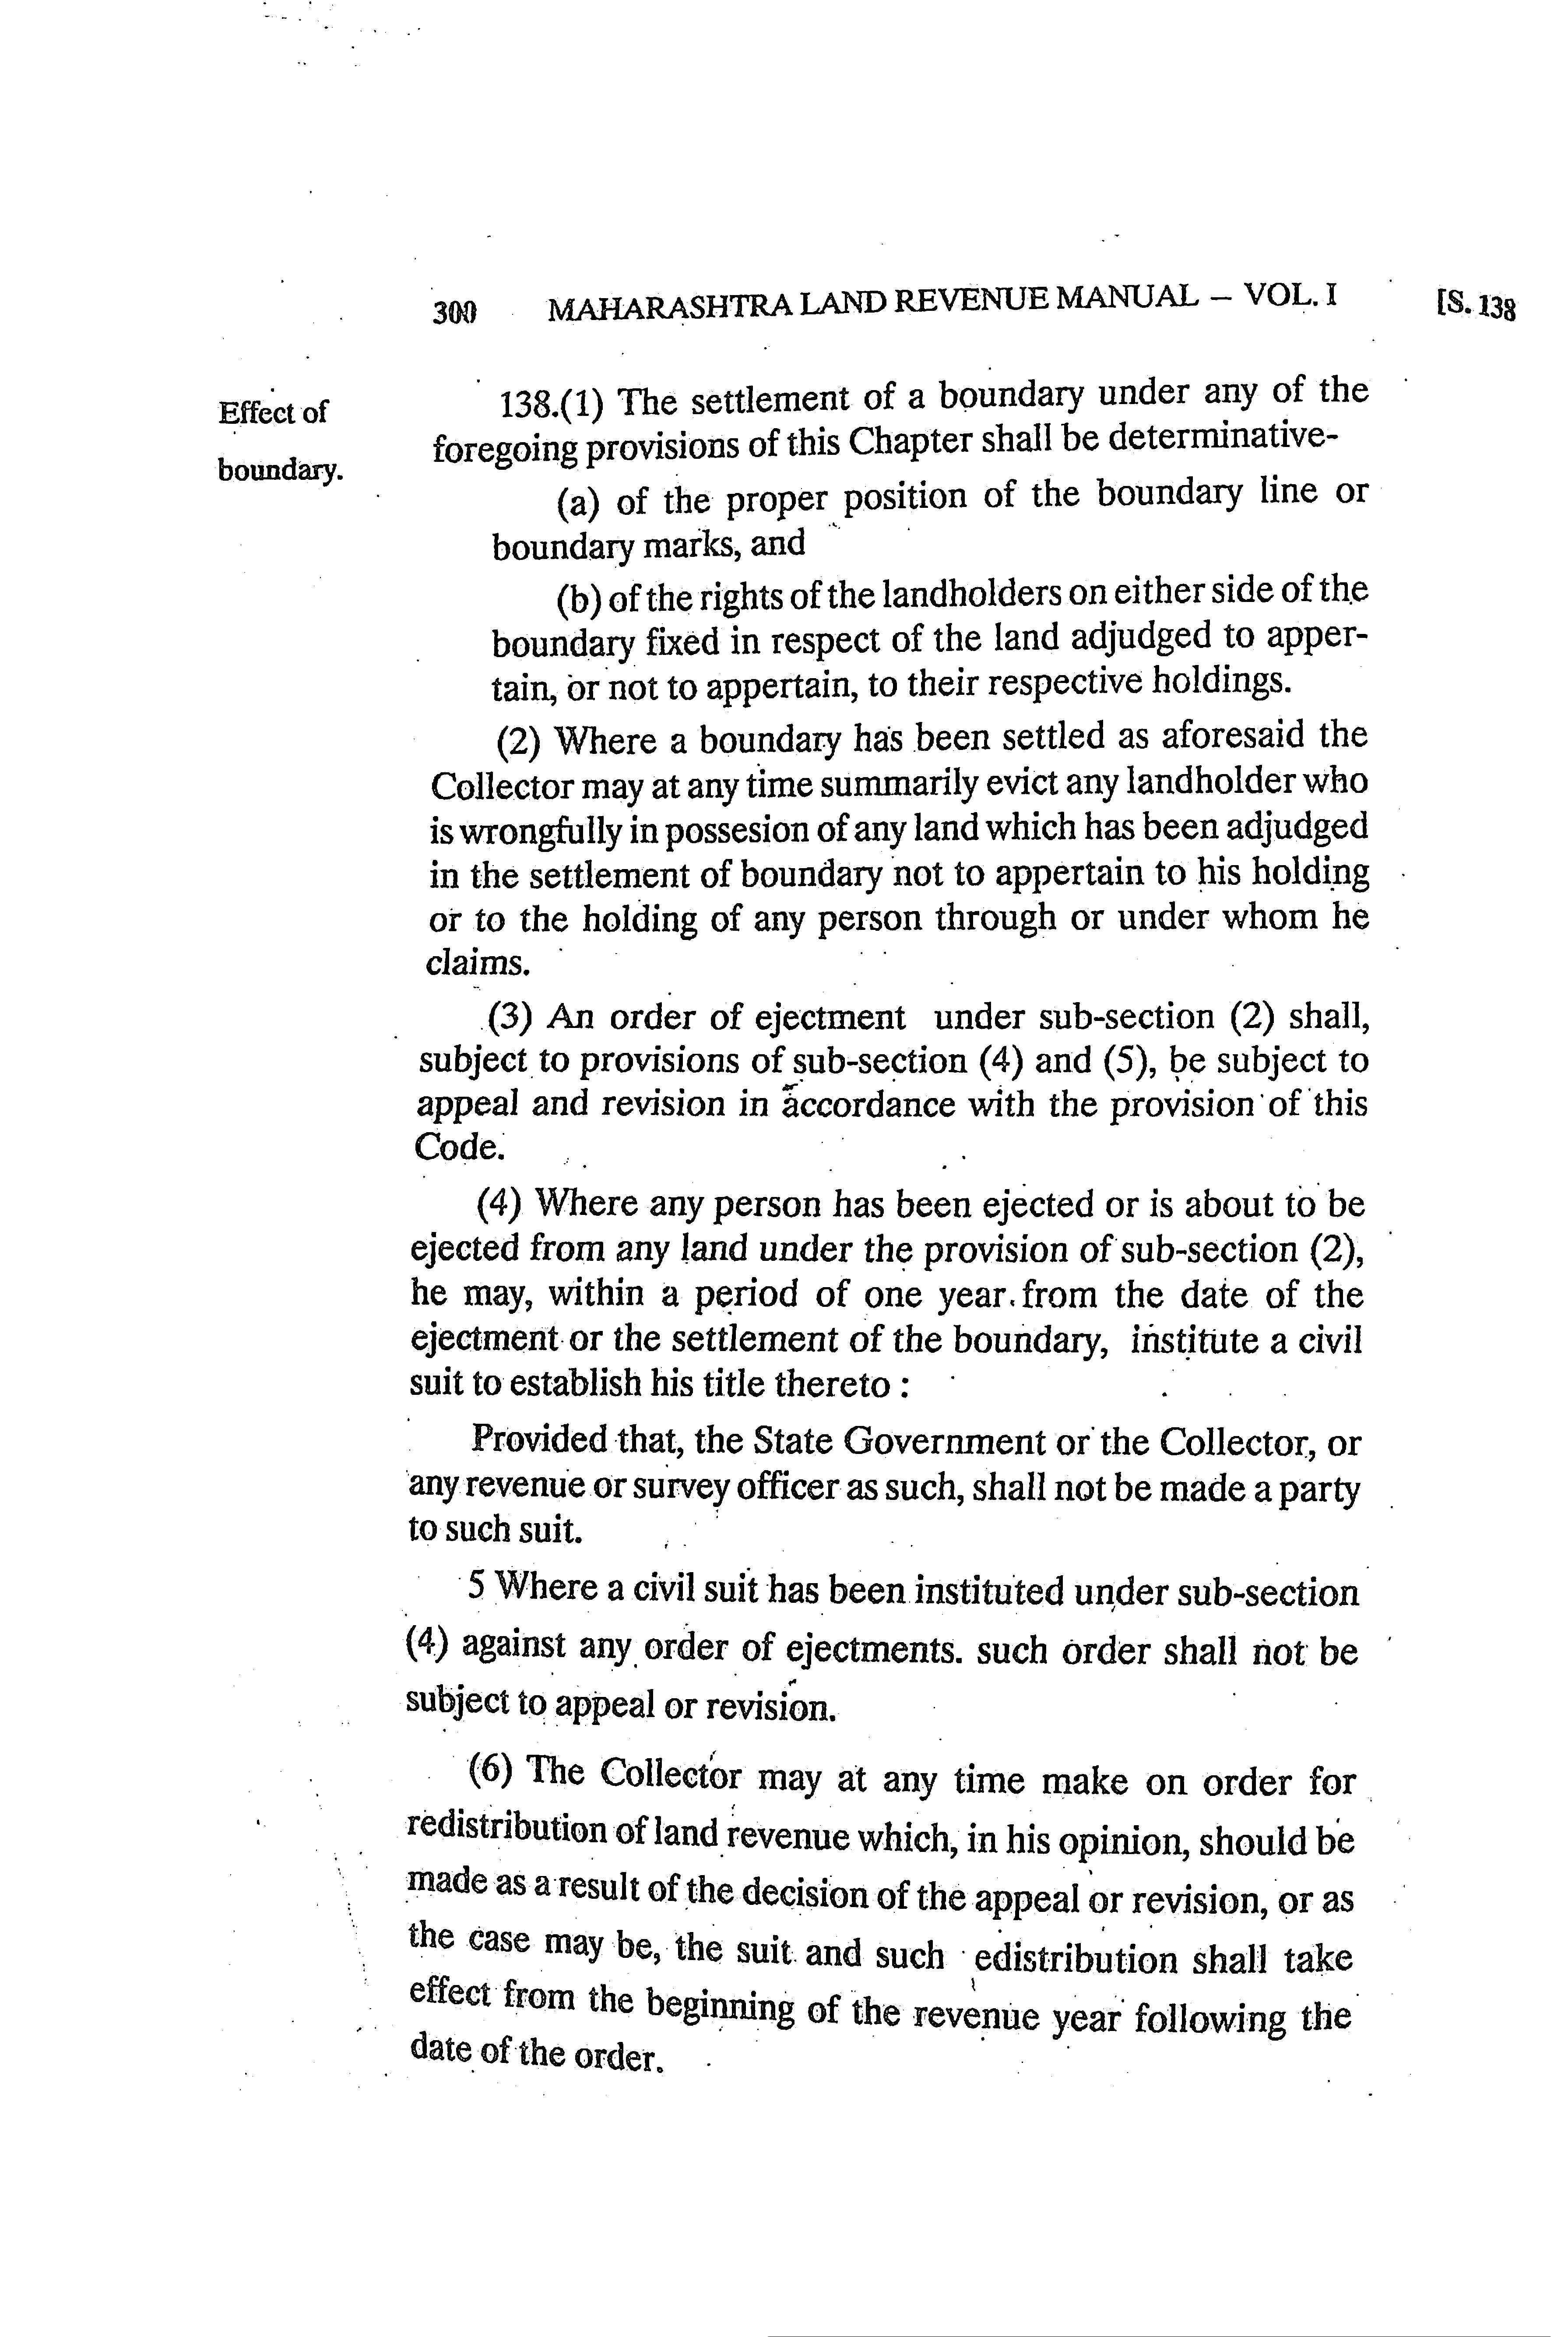 300 MAHARASHTRA LAND REVENUE MANUAL – VOL. I [S. 138
Effect of
boundary.
138.(1) The settlement of a boundary under any of the
foregoing provisions of this Chapter shall be determinative-
(a) of the proper position of the boundary line or
boundary marks, and
(b) of the rights of the landholders on either side of the
boundary fixed in respect of the land adjudged to apper-
tain, or not to appertain, to their respective holdings.
(2) Where a boundary has been settled as aforesaid the
Collector may at any time summarily evict any landholder who
is wrongfully in possesion of any land which has been adjudged
in the settlement of boundary not to appertain to his holding
or to the holding of any person through or under whom he
claims.
(3) An order of ejectment under sub-section (2) shall,
subject to provisions of sub-section (4) and (5), be subject to
appeal and revision in accordance with the provision of this
Code.
(4) Where any person has been ejected or is about to be
ejected from any land under the provision of sub-section (2),
he may, within a period of one year from the date of the
ejectment or the settlement of the boundary, institute a civil
suit to establish his title thereto :
Provided that, the State Government or the Collector, or
any revenue or survey officer as such, shall not be made a party
to such suit.
5 Where a civil suit has been instituted under sub-section
(4) against any order of ejectments. such order shall not be
subject to appeal or revision.
(6) The Collector may at any time make on order for
redistribution of land revenue which, in his opinion, should be
made as a result of the decision of the appeal or revision, or as
the case may be, the suit and such edistribution shall take
effect from the beginning of the revenue year following the
date of the order.